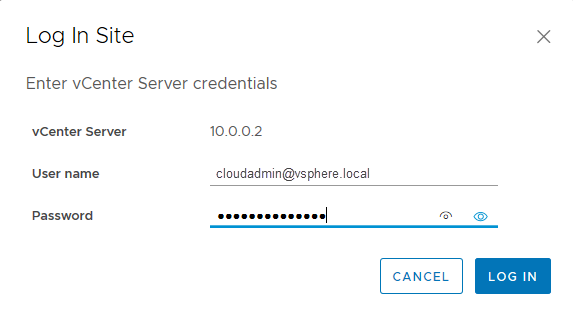 Log In Site
Enter vCenter Server credentials
vCenter Server 10.0.0.2
User name cloudadmin@vsphere.local
Password ••••••••••••••
CANCEL LOG IN